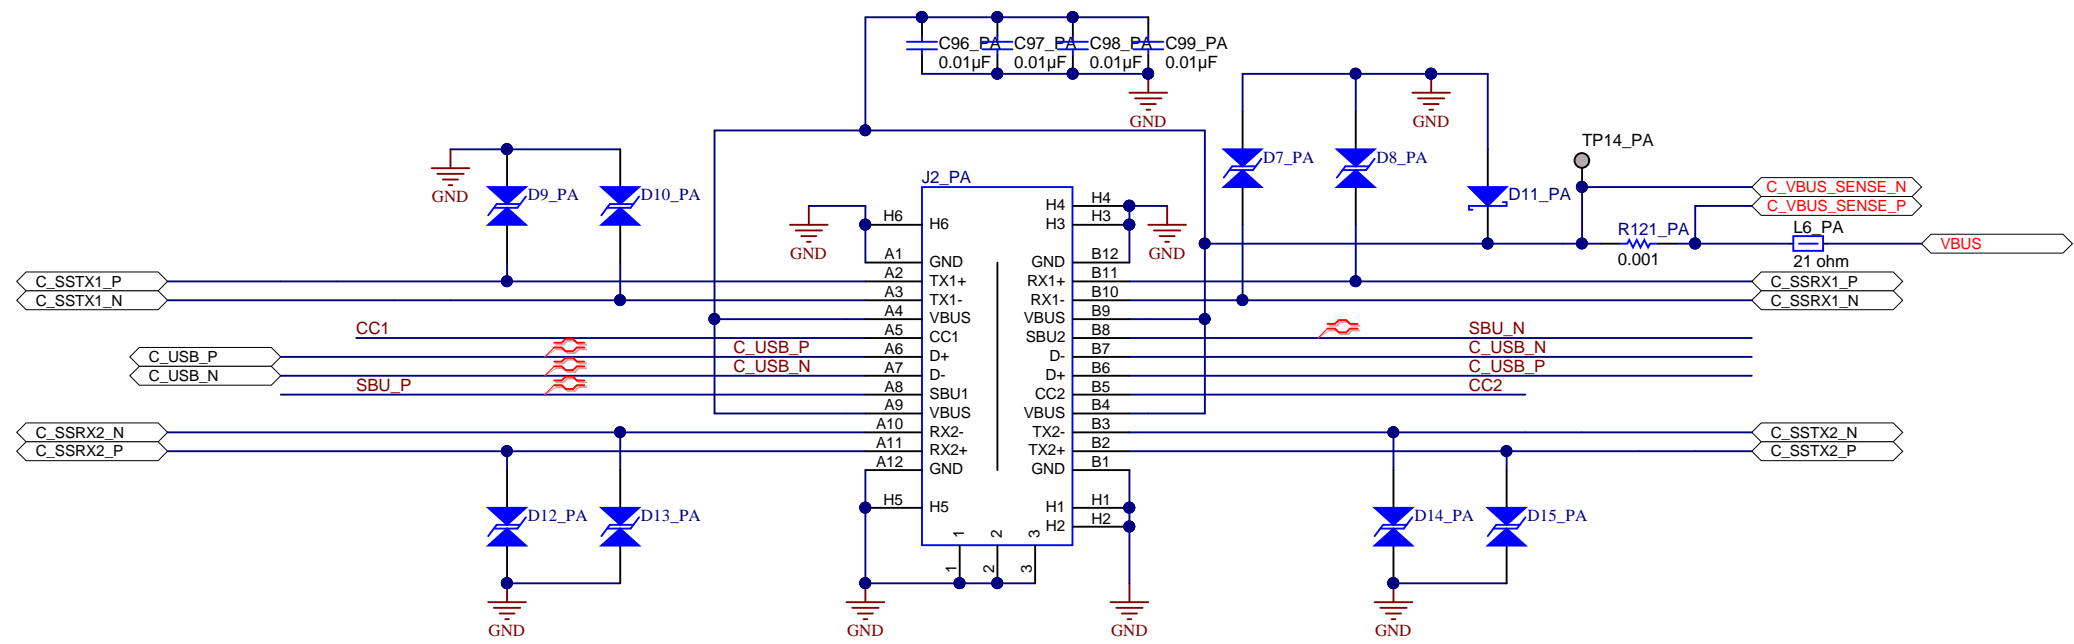 C96_PA C97_PA C98_PA C99_PA
0.01µF 0.01µF 0.01µF 0.01µF
GND GND
TP14_PA
D7_PA D8_PA
J2_PA
GND D9_PA D10_PA
D11_PA
C_VBUS_SENSE_N
C_VBUS_SENSE_P
H4 H4
H6 H6
H3 H3
R121_PA L6_PA
VBUS
GND GND
0.001 21 ohm
A1 GND GND B12
C_SSTX1_P A2 TX1+ RX1+ B11 C_SSRX1_P
C_SSTX1_N A3 TX1- RX1- B10 C_SSRX1_N
A4 VBUS VBUS B9
CC1 A5 CC1 SBU2 B8 SBU_N
C_USB_P C_USB_P A6 D+ D- B7 C_USB_N
C_USB_N C_USB_N A7 D- D+ B6 C_USB_P
SBU_P A8 SBU1 CC2 B5 CC2
A9 VBUS VBUS B4
C_SSRX2_N A10 RX2- TX2- B3 C_SSTX2_N
C_SSRX2_P A11 RX2+ TX2+ B2 C_SSTX2_P
A12 GND GND B1
H5 H5 H1 H1
D12_PA D13_PA D14_PA D15_PA
H2 H2
1 2 3
1 2 3
GND GND GND GND